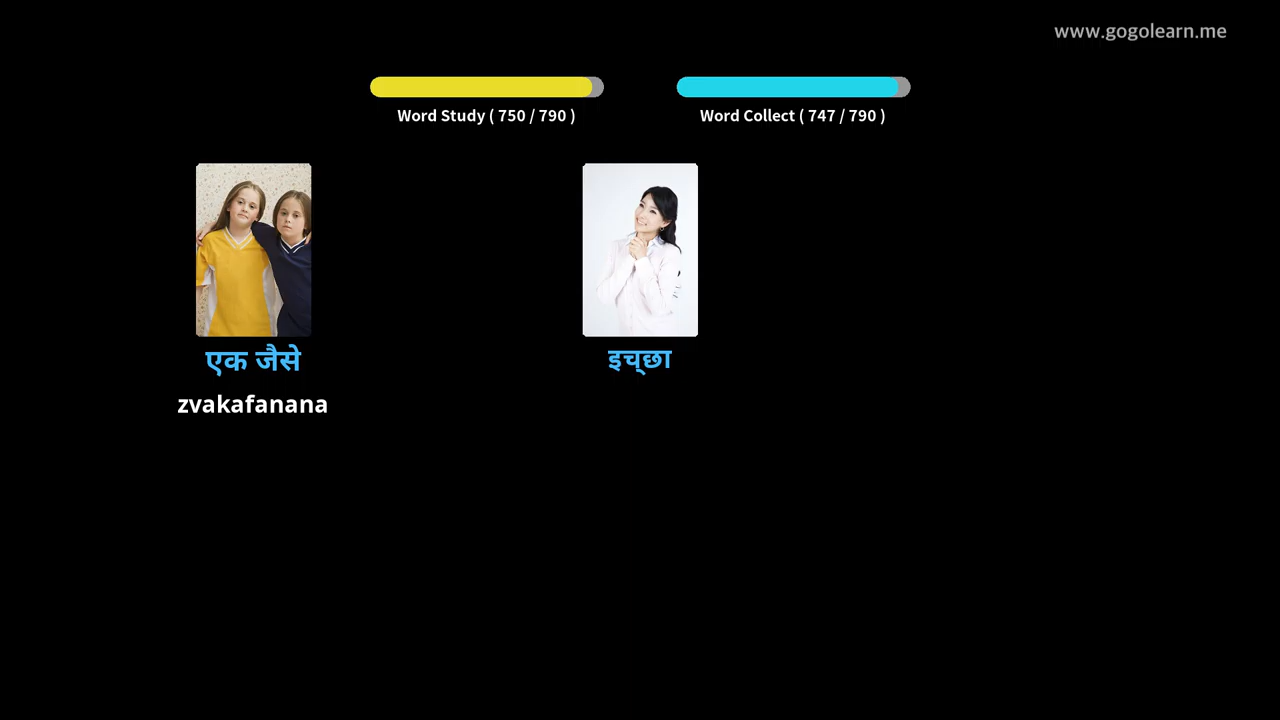 www.gogolearn.me
Word Study ( 750 / 790 )
Word Collect ( 747 / 790 )
एक जैसे
इच्छा
zvakafanana